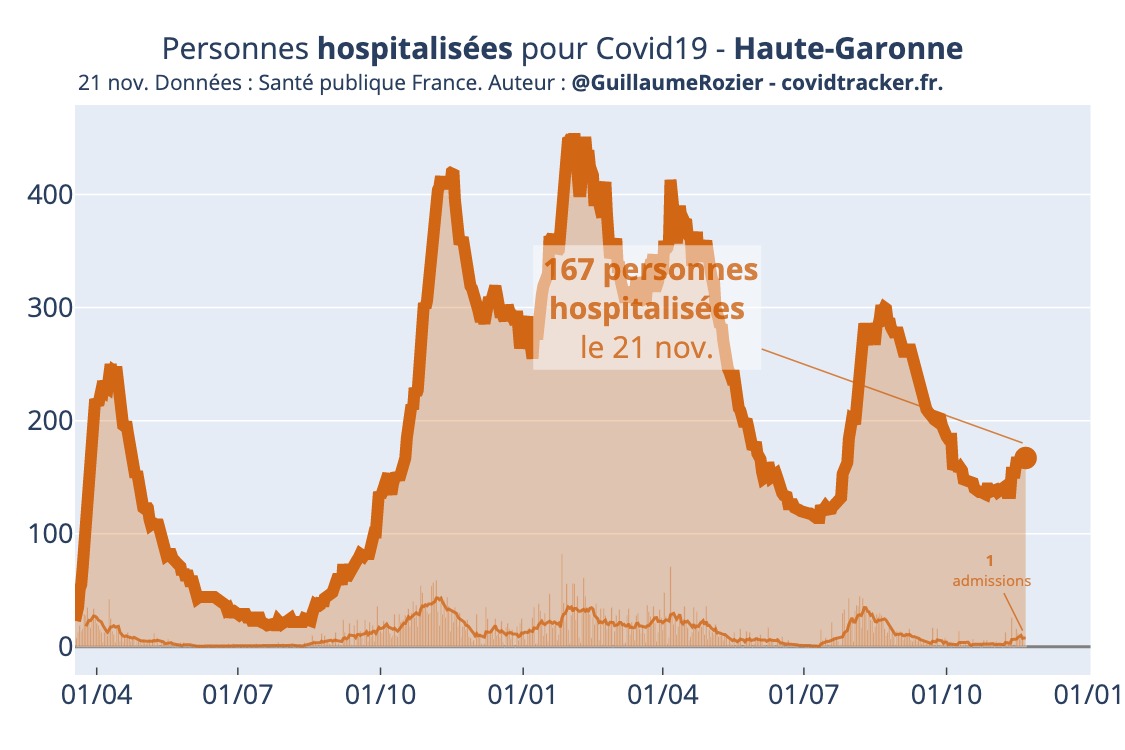 Personnes hospitalisées pour Covid19 - Haute-Garonne
21 nov. Données : Santé publique France. Auteur : @GuillaumeRozier - covidtracker.fr.
400
300
200
100
0
167 personnes
hospitalisées
le 21 nov.
1
admissions
01/04 01/07 01/10 01/01 01/04 01/07 01/10 01/01